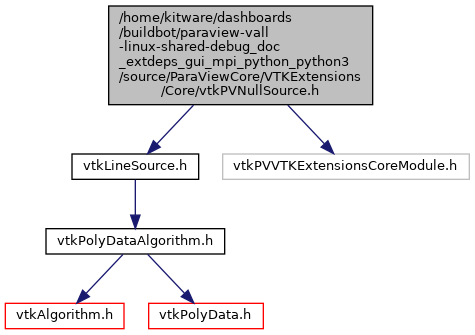 /home/kitware/dashboards
/buildbot/paraview-vall
-linux-shared-debug_doc
_extdeps_gui_mpi_python_python3
/source/ParaViewCore/VTKExtensions
/Core/vtkPVNullSource.h
vtkLineSource.h
vtkPVVTKExtensionsCoreModule.h
vtkPolyDataAlgorithm.h
vtkAlgorithm.h
vtkPolyData.h